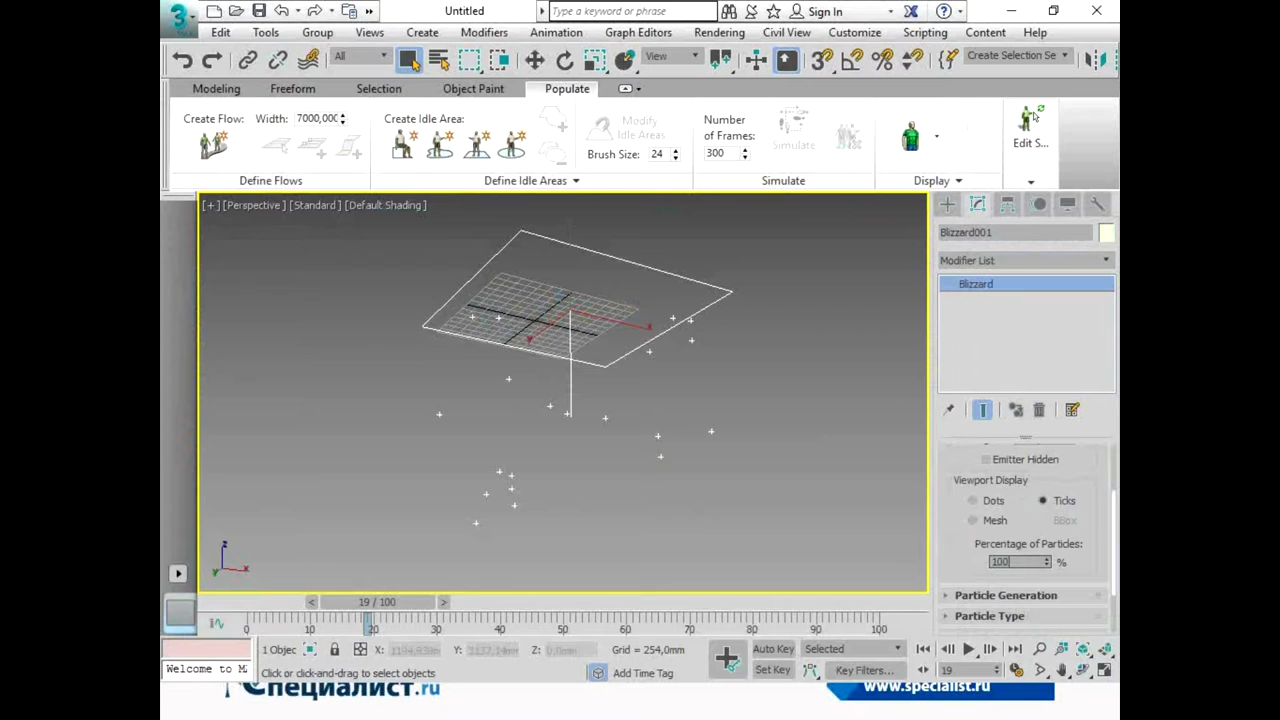 3
MAX
Untitled
Type a keyword or phrase
Sign In
Edit Tools Group Views Create Modifiers Animation Graph Editors Rendering Civil View Customize Scripting Content Help
All
View
Create Selection Se
Modeling Freeform Selection Object Paint Populate
Create Flow: Width: 7000,000
Create Idle Area:
Modify
Idle Areas
Brush Size: 24
Number
of Frames:
300
Simulate
Edit S...
Define Flows
Define Idle Areas
Simulate
Display
[+] [Perspective ] [Standard ] [Default Shading ]
Blizzard001
Modifier List
Blizzard
Emitter Hidden
Viewport Display
Dots Ticks
Mesh BBox
Percentage of Particles:
100 %
Particle Generation
Particle Type
x
y
z
x
y
< 19 / 100 >
0 10 20 30 40 50 60 70 80 90 100
1 Objec X: Y: Z: Grid = 254,0mm
Auto Key Selected
Welcome to M
Click or click-and-drag to select objects
Add Time Tag
Set Key Key Filters...
19
Специалист.ru
www.specialist.ru